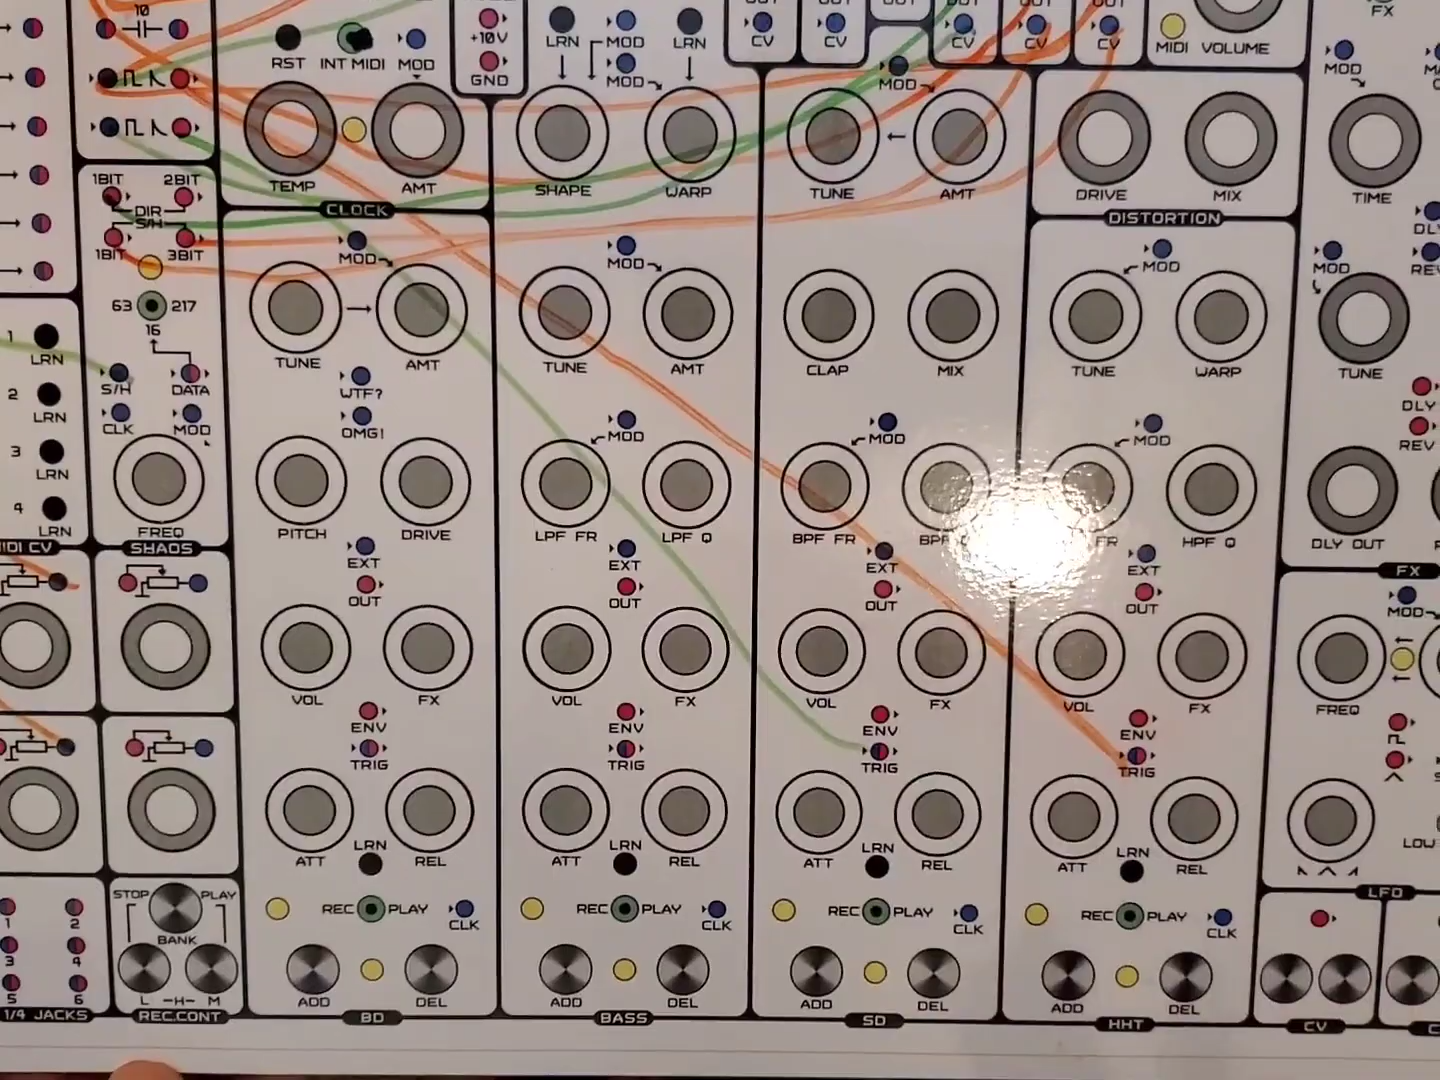 10
RST INT MIDI MOD
+10V
GND
LRN MOD LRN
MOD
CV CV CV CV CV
MIDI VOLUME
FX
MOD
MOD
TEMP AMT
CLOCK
SHAPE WARP
TUNE AMT
DRIVE MIX
DISTORTION
TIME
1BIT 2BIT
DIR
S/H
1BIT 3BIT
63 217
16
S/H DATA
CLK MOD
FREQ
SHAOS
1 LRN
2 LRN
3 LRN
4 LRN
MOD
TUNE AMT
WTF?
OMG!
PITCH DRIVE
EXT
OUT
VOL FX
ENV
TRIG
ATT REL
LRN
REC PLAY
CLK
ADD DEL
BD
MOD
TUNE AMT
MOD
LPF FR LPF Q
EXT
OUT
VOL FX
ENV
TRIG
ATT REL
LRN
REC PLAY
CLK
ADD DEL
BASS
CLAP MIX
MOD
BPF FR
EXT
OUT
VOL FX
ENV
TRIG
ATT REL
LRN
REC PLAY
CLK
ADD DEL
SD
MOD
TUNE WARP
MOD
FR HPF Q
EXT
OUT
VOL FX
ENV
TRIG
ATT REL
LRN
REC PLAY
CLK
ADD DEL
HHT
MOD
TUNE
DLY
REV
DLY OUT
FX
MOD
FREQ
LOW
LFO
CV
STOP PLAY
BANK
L -H- M
REC.CONT
1 2
3 4
5 6
1/4 JACKS